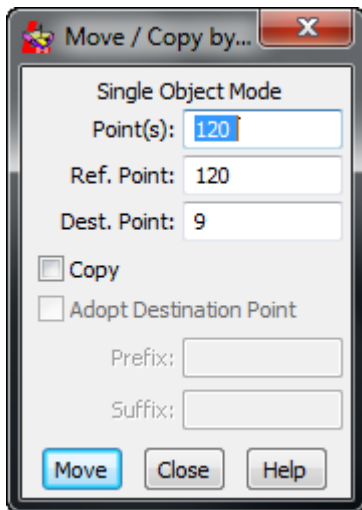 Move / Copy by...
Single Object Mode
Point(s): 120
Ref. Point: 120
Dest. Point: 9
Copy
Adopt Destination Point
Prefix:
Suffix:
Move Close Help